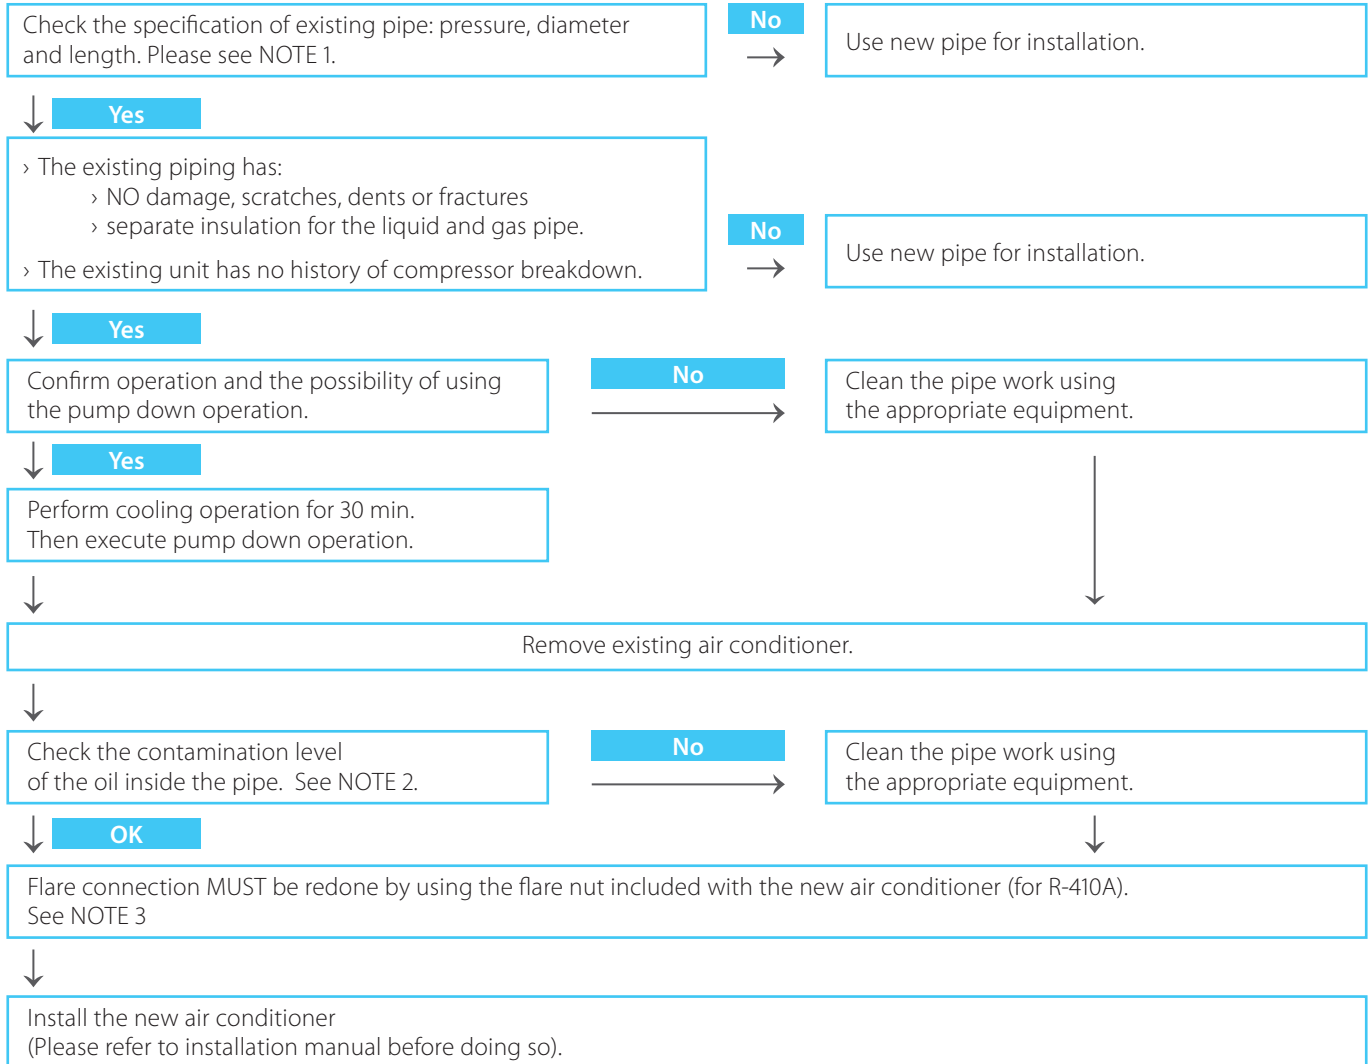 Check the specification of existing pipe: pressure, diameter
and length. Please see NOTE 1.
No
Use new pipe for installation.
Yes
› The existing piping has:
› NO damage, scratches, dents or fractures
› separate insulation for the liquid and gas pipe.
› The existing unit has no history of compressor breakdown.
No
Use new pipe for installation.
Yes
Confirm operation and the possibility of using
the pump down operation.
No
Clean the pipe work using
the appropriate equipment.
Yes
Perform cooling operation for 30 min.
Then execute pump down operation.
Remove existing air conditioner.
Check the contamination level
of the oil inside the pipe.  See NOTE 2.
No
Clean the pipe work using
the appropriate equipment.
OK
Flare connection MUST be redone by using the flare nut included with the new air conditioner (for R-410A).
See NOTE 3
Install the new air conditioner
(Please refer to installation manual before doing so).